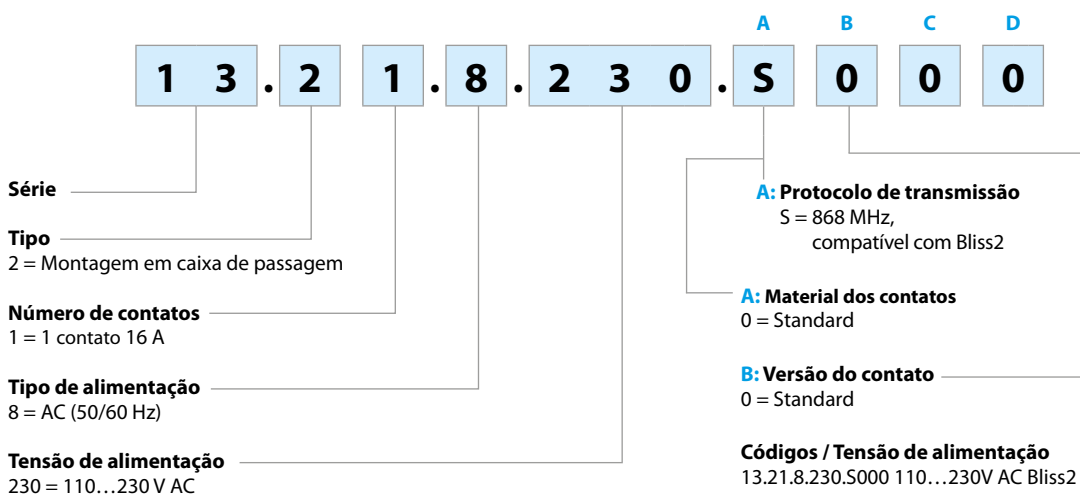 A B C D
1 3 . 2 1 . 8 . 2 3 0 . S 0 0 0
Série
Tipo
2 = Montagem em caixa de passagem
Número de contatos
1 = 1 contato 16 A
Tipo de alimentação
8 = AC (50/60 Hz)
Tensão de alimentação
230 = 110…230 V AC
A: Protocolo de transmissão
S = 868 MHz,
compatível com Bliss2
A: Material dos contatos
0 = Standard
B: Versão do contato
0 = Standard
Códigos / Tensão de alimentação
13.21.8.230.S000 110…230V AC Bliss2